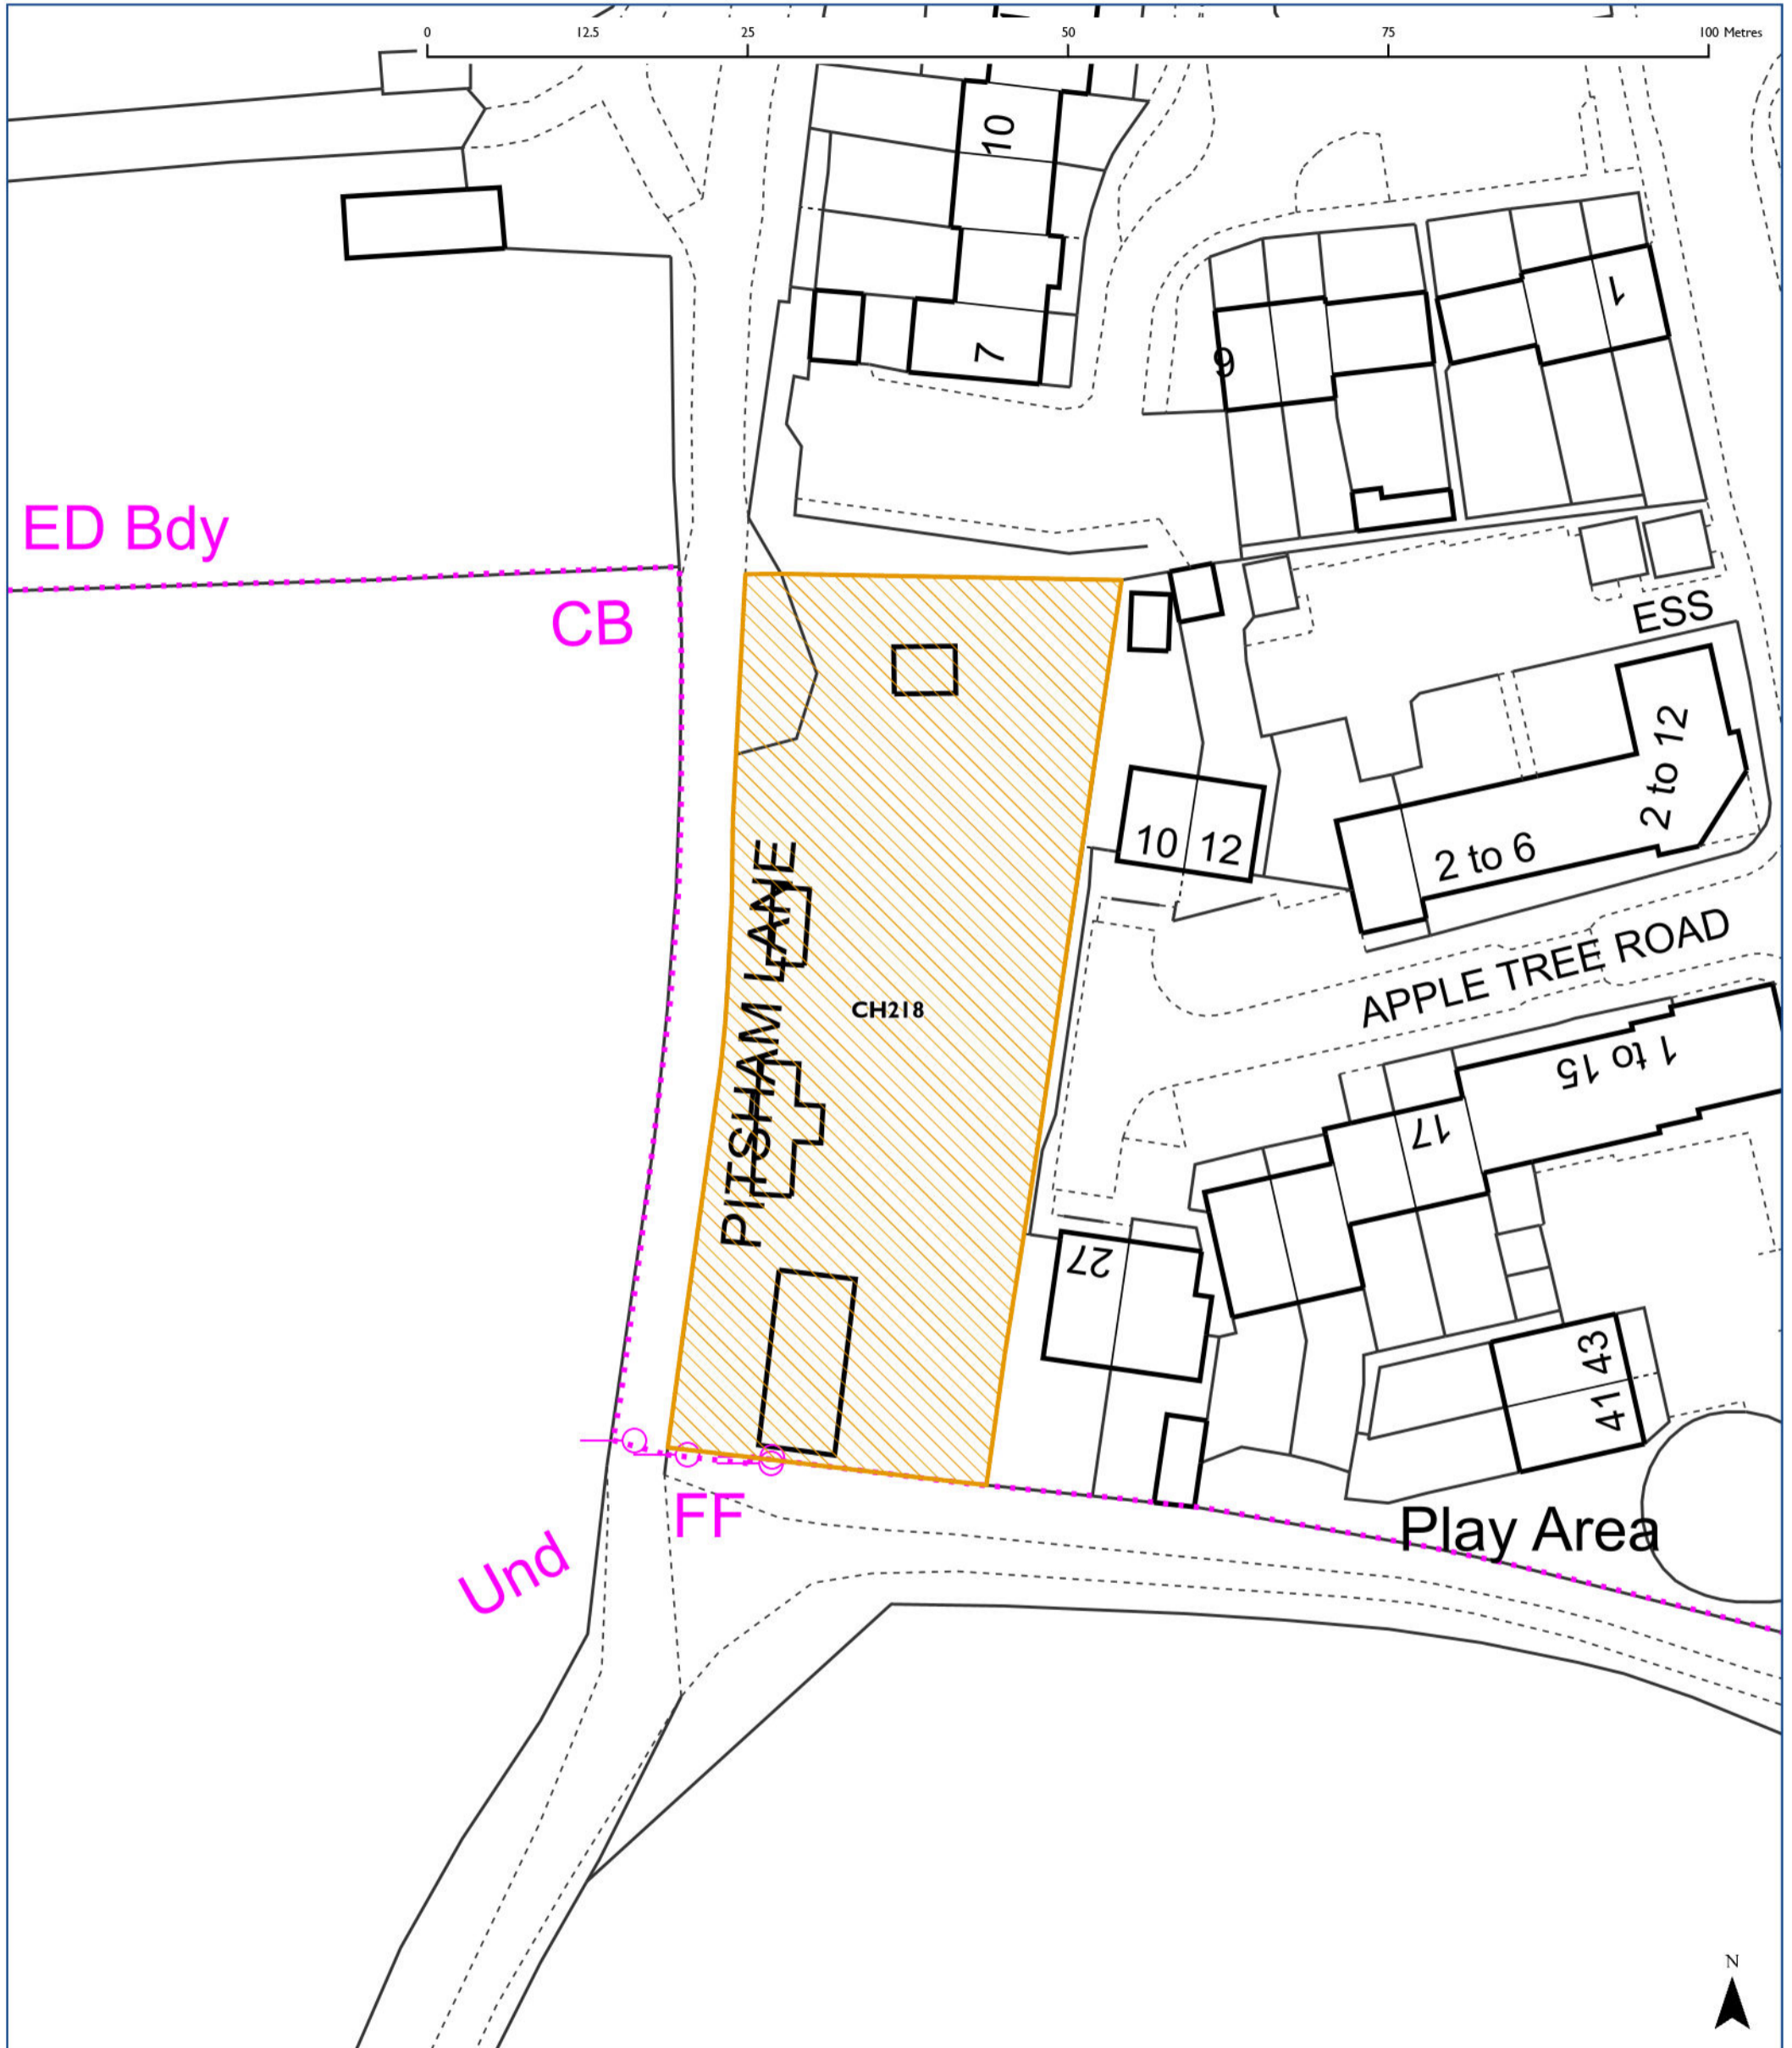 0 12.5 25 50 75 100 Metres
10
7
9
1
ED Bdy
CB
ESS
2 to 12
10 12
2 to 6
PITSHAM LANE
APPLE TREE ROAD
CH218
1 to 15
17
27
43
41
FF
Play Area
Und
N